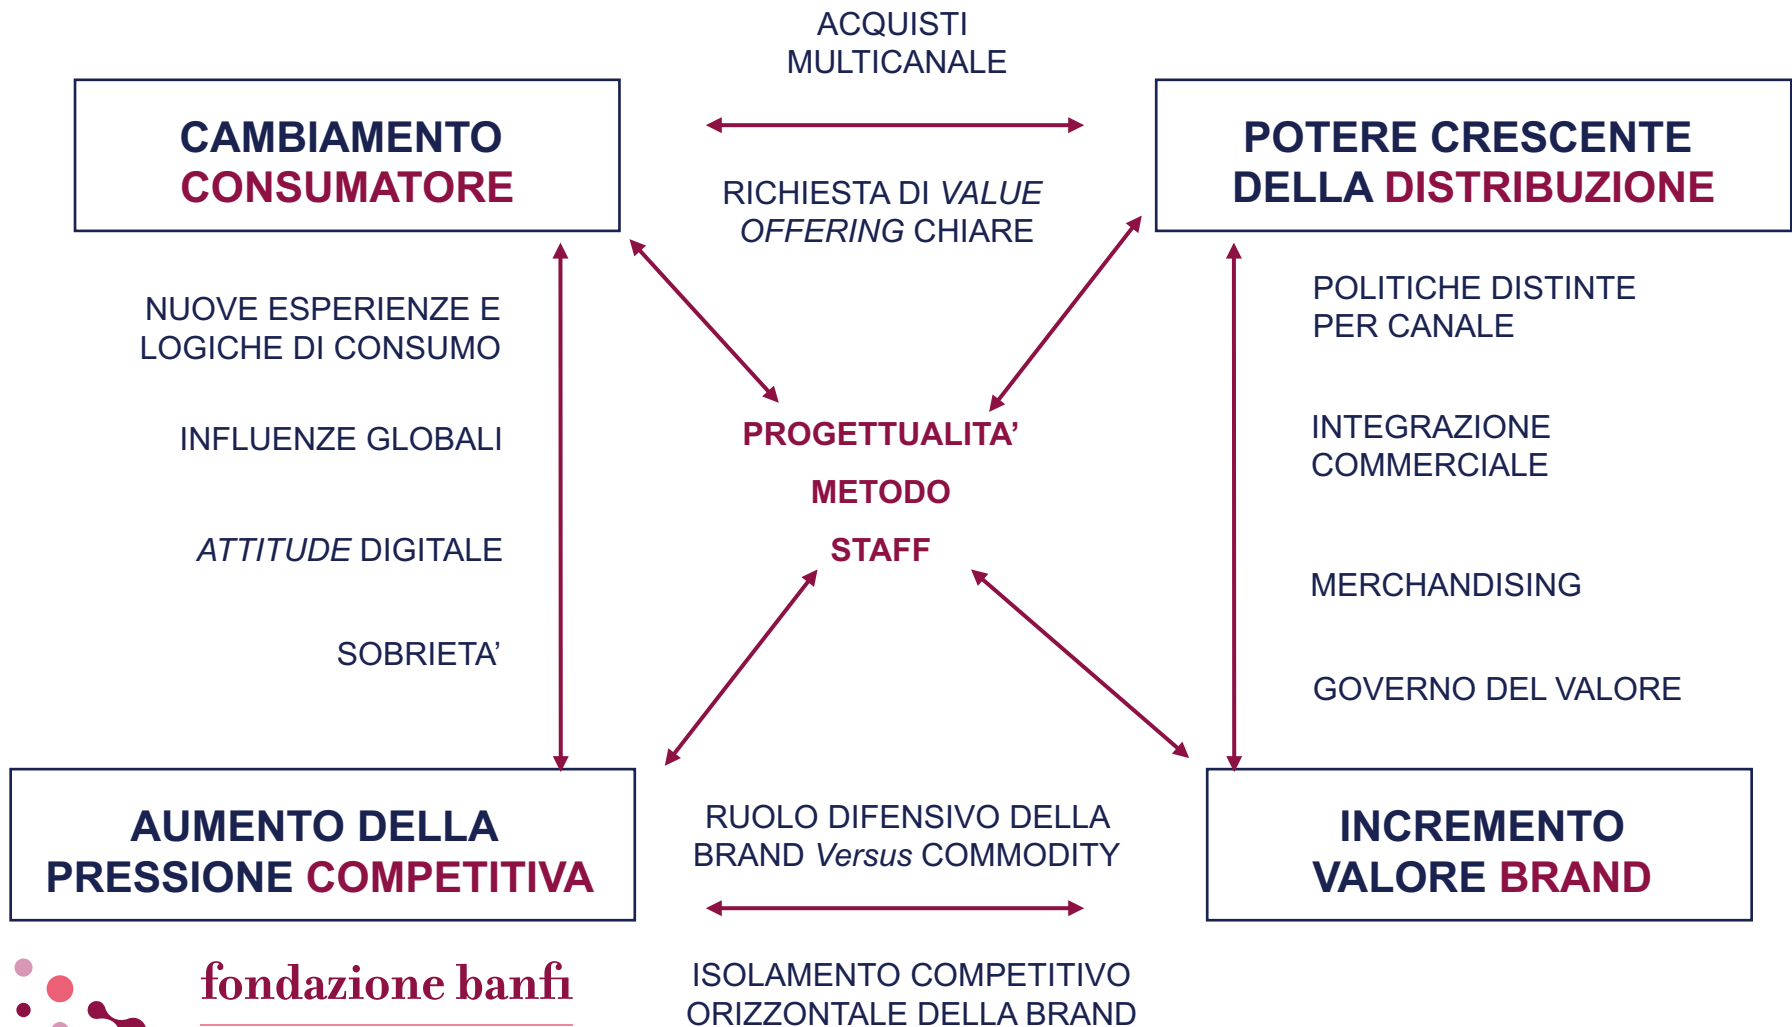 ACQUISTI
MULTICANALE
CAMBIAMENTO
CONSUMATORE
POTERE CRESCENTE
DELLA DISTRIBUZIONE
RICHIESTA DI VALUE
OFFERING CHIARE
NUOVE ESPERIENZE E
LOGICHE DI CONSUMO
INFLUENZE GLOBALI
ATTITUDE DIGITALE
SOBRIETA’
PROGETTUALITA’
METODO
STAFF
POLITICHE DISTINTE
PER CANALE
INTEGRAZIONE
COMMERCIALE
MERCHANDISING
GOVERNO DEL VALORE
AUMENTO DELLA
PRESSIONE COMPETITIVA
RUOLO DIFENSIVO DELLA
BRAND Versus COMMODITY
INCREMENTO
VALORE BRAND
ISOLAMENTO COMPETITIVO
ORIZZONTALE DELLA BRAND
fondazione banfi